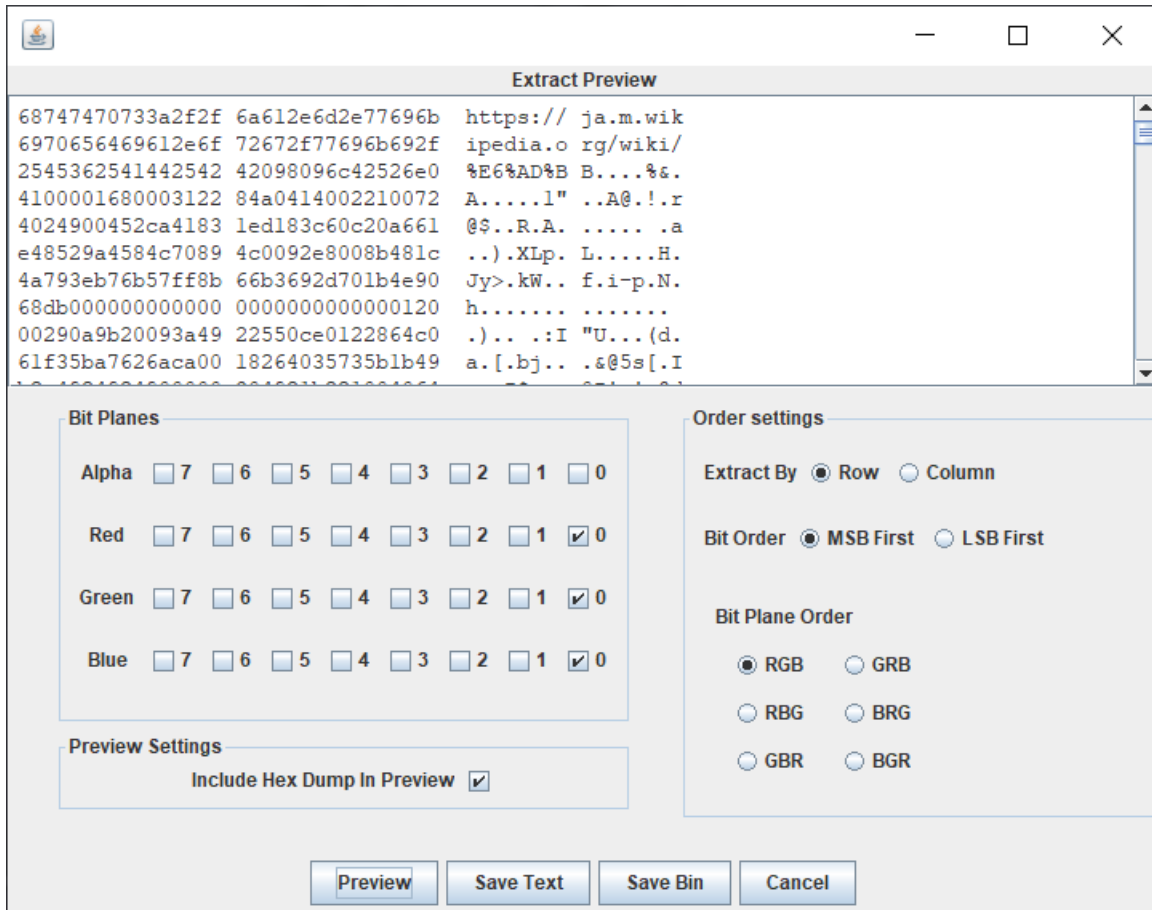 Extract Preview
68747470733a2f2f 6a612e6d2e77696b https:// ja.m.wik
6970656469612e6f 72672f77696b692f ipedia.o rg/wiki/
2545362541442542 42098096c42526e0 %E6%AD%B B....%&.
4100001680003122 84a0414002210072 A.....1" ..A@.!.r
4024900452ca4183 1ed183c60c20a661 @$..R.A. ..... .a
e48529a4584c7089 4c0092e8008b481c ..).XLp. L.....H.
4a793eb76b57ff8b 66b3692d701b4e90 Jy>.kW.. f.i-p.N.
68db000000000000 0000000000000120 h....... .......
00290a9b20093a49 22550ce0122864c0 .).. .:I "U...(d.
61f35ba7626aca00 18264035735b1b49 a.[.bj.. .&@5s[.I
Bit Planes
Alpha 7 6 5 4 3 2 1 0
Red 7 6 5 4 3 2 1 0
Green 7 6 5 4 3 2 1 0
Blue 7 6 5 4 3 2 1 0
Preview Settings
Include Hex Dump In Preview
Order settings
Extract By Row Column
Bit Order MSB First LSB First
Bit Plane Order
RGB GRB
RBG BRG
GBR BGR
Preview Save Text Save Bin Cancel